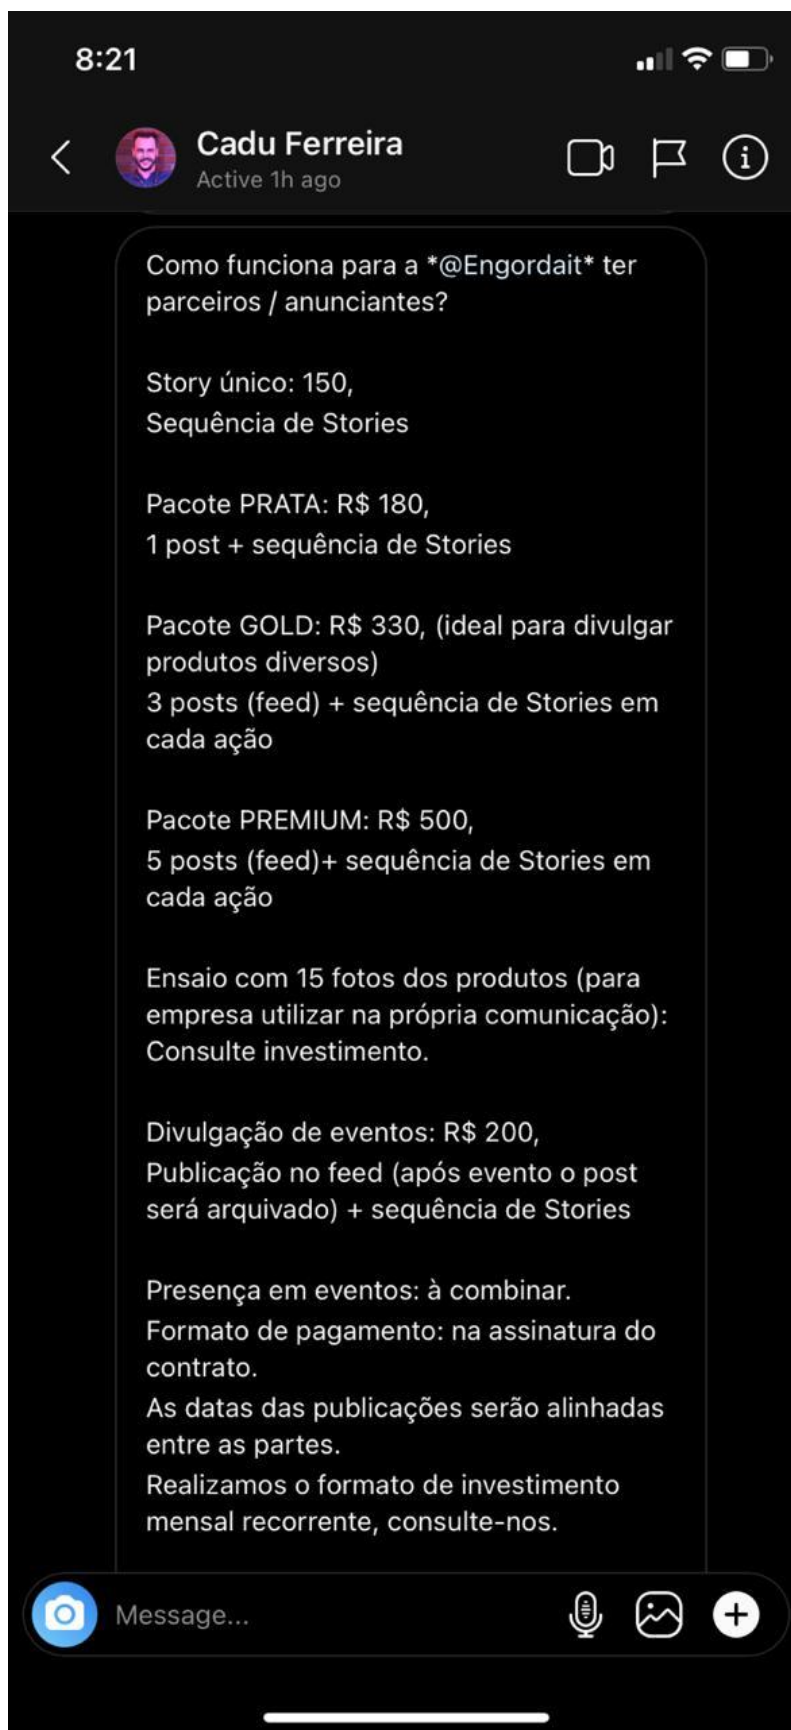 8:21
Cadu Ferreira
Active 1h ago
Como funciona para a *@Engordait* ter
parceiros / anunciantes?
Story único: 150,
Sequência de Stories
Pacote PRATA: R$ 180,
1 post + sequência de Stories
Pacote GOLD: R$ 330, (ideal para divulgar
produtos diversos)
3 posts (feed) + sequência de Stories em
cada ação
Pacote PREMIUM: R$ 500,
5 posts (feed)+ sequência de Stories em
cada ação
Ensaio com 15 fotos dos produtos (para
empresa utilizar na própria comunicação):
Consulte investimento.
Divulgação de eventos: R$ 200,
Publicação no feed (após evento o post
será arquivado) + sequência de Stories
Presença em eventos: à combinar.
Formato de pagamento: na assinatura do
contrato.
As datas das publicações serão alinhadas
entre as partes.
Realizamos o formato de investimento
mensal recorrente, consulte-nos.
Message...